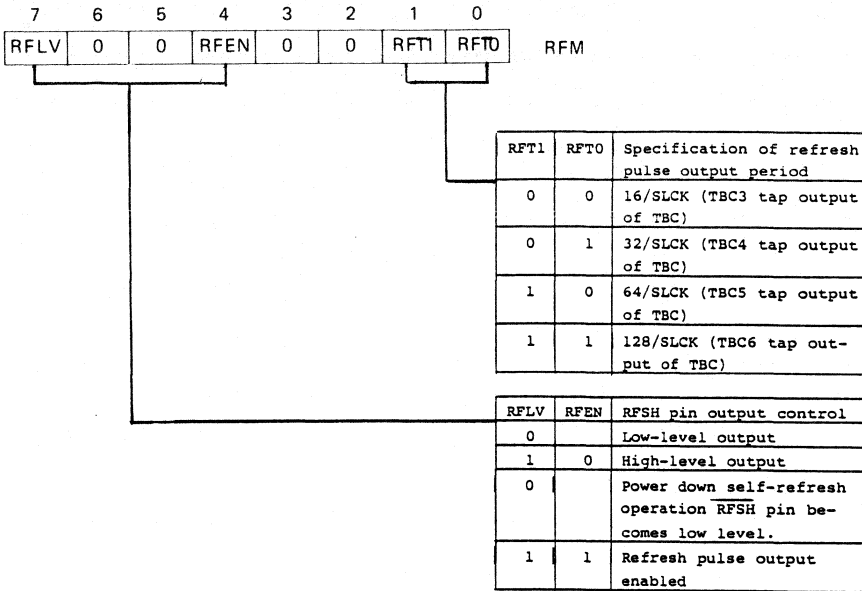 7 6 5 4 3 2 1 0
RFLV 0 0 RFEN 0 0 RFT1 RFT0 RFM
RFT1 RFT0 Specification of refresh
pulse output period
0 0 16/SLCK (TBC3 tap output
of TBC)
0 1 32/SLCK (TBC4 tap output
of TBC)
1 0 64/SLCK (TBC5 tap output
of TBC)
1 1 128/SLCK (TBC6 tap out-
put of TBC)
RFLV RFEN RFSH pin output control
0 Low-level output
1 0 High-level output
0 Power down self-refresh
operation RFSH pin be-
comes low level.
1 1 Refresh pulse output
enabled